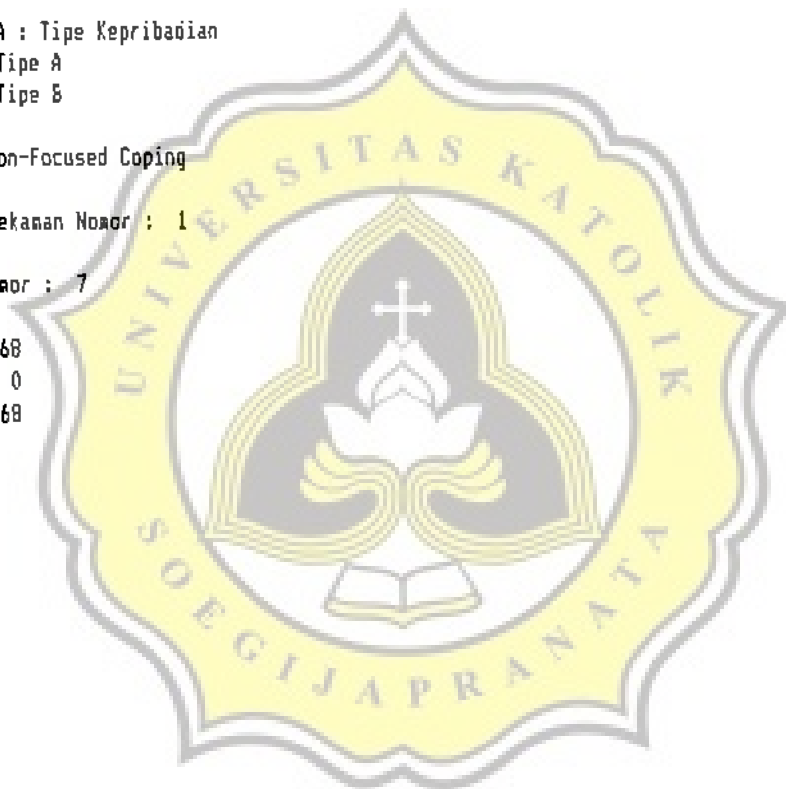 A : Tipe Kepribadian
Tipe A
Tipe B
on-Focused Coping
ekaman Nomor : 1
mor : 7
68
0
68
UNIVERSITAS KATOLIK
SOEGIJAPRANATA